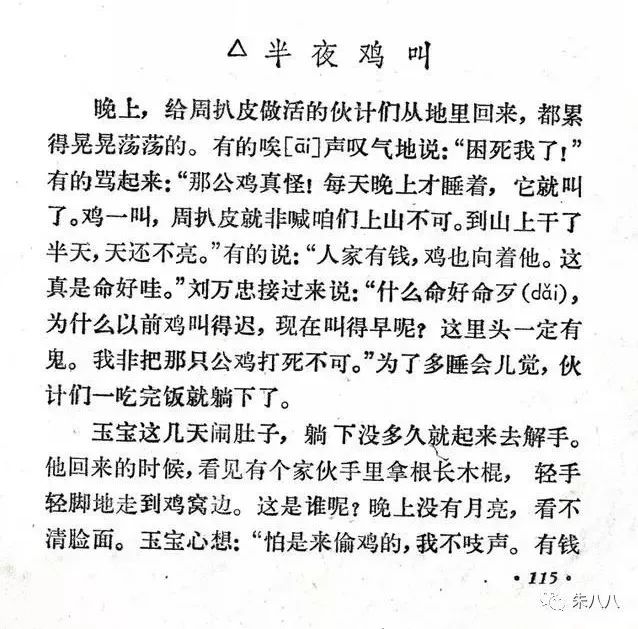 △半夜鸡叫
晚上，给周扒皮做活的伙计们从地里回来，都累
得晃晃荡荡的。有的唉[āi]声叹气地说：“困死我了！”
有的骂起来：“那公鸡真怪！每天晚上才睡着，它就叫
了。鸡一叫，周扒皮就非喊咱们上山不可。到山上干了
半天，天还不亮。”有的说：“人家有钱，鸡也向着他。这
真是命好哇。”刘万忠接过来说：“什么命好命歹(dǎi)，
为什么以前鸡叫得迟，现在叫得早呢？这里头一定有
鬼。我非把那只公鸡打死不可。”为了多睡会儿觉，伙
计们一吃完饭就躺下了。
玉宝这几天闹肚子，躺下没多久就起来去解手。
他回来的时候，看见有个家伙手里拿根长木棍，轻手
轻脚地走到鸡窝边。这是谁呢？晚上没有月亮，看不
清脸面。玉宝心想：“怕是来偷鸡的，我不吱声。有钱
·115·
朱八八